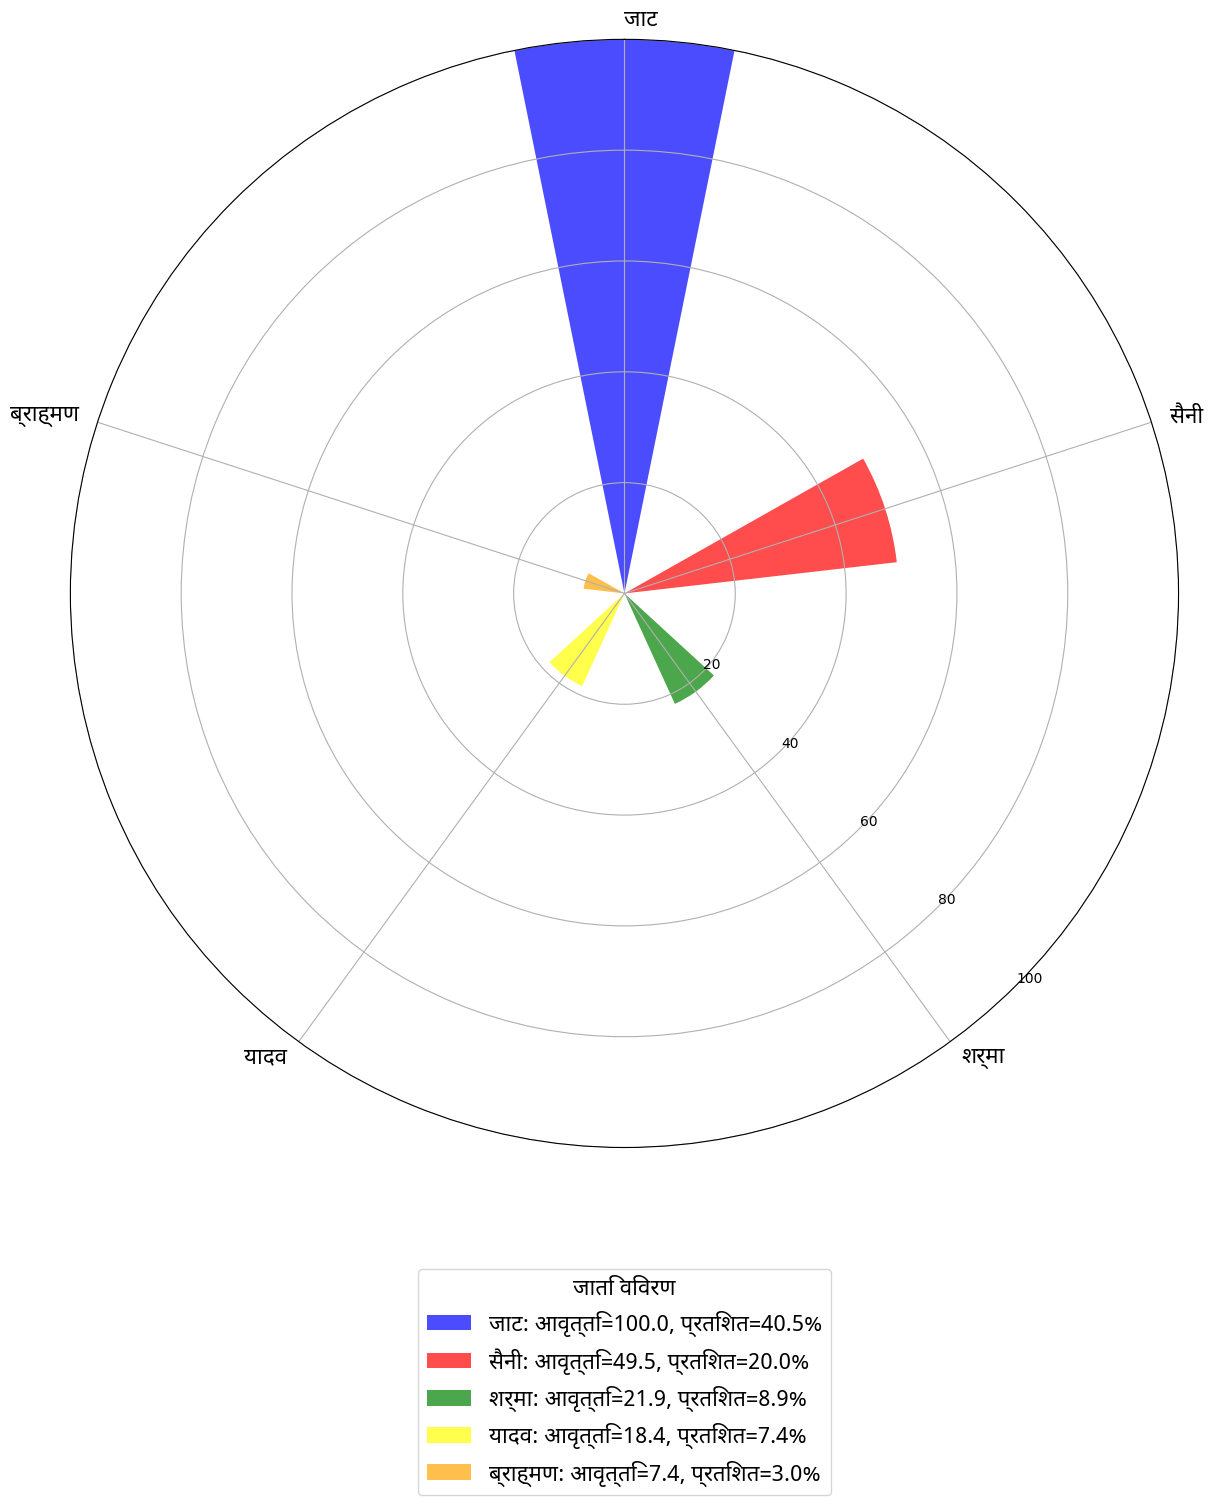 जाट
ब्राह्मण
सैनी
20
40
60
80
100
यादव
शर्मा
जाति विवरण
जाट: आवृत्ति=100.0, प्रतिशत=40.5%
सैनी: आवृत्ति=49.5, प्रतिशत=20.0%
शर्मा: आवृत्ति=21.9, प्रतिशत=8.9%
यादव: आवृत्ति=18.4, प्रतिशत=7.4%
ब्राह्मण: आवृत्ति=7.4, प्रतिशत=3.0%